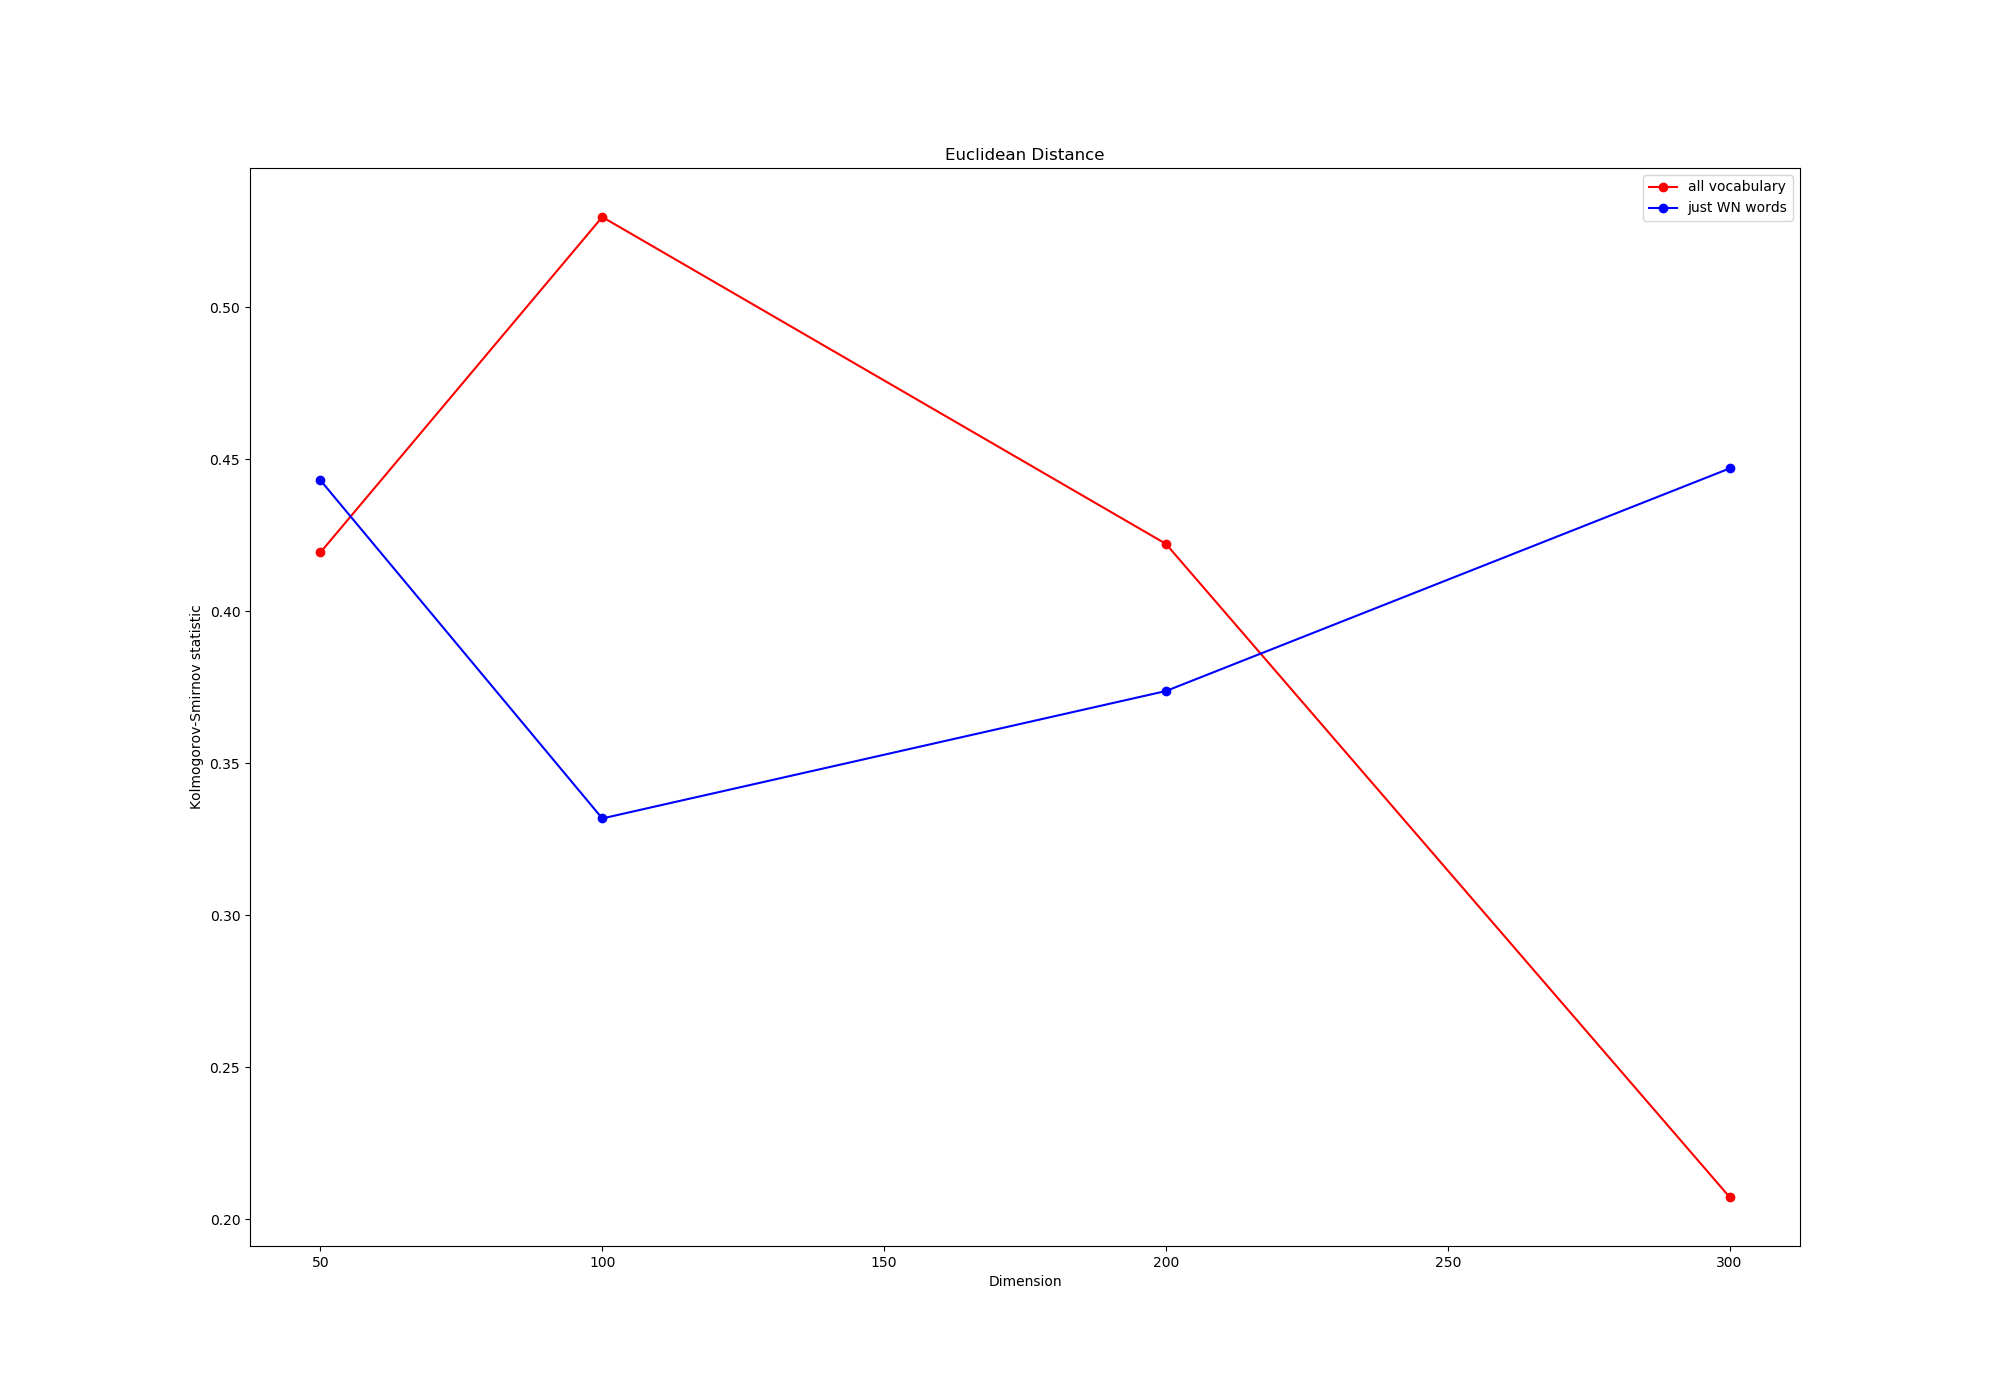 Euclidean Distance
all vocabulary
just WN words
Kolmogorov-Smirnov statistic
0.50
0.45
0.40
0.35
0.30
0.25
0.20
50 100 150 200 250 300
Dimension